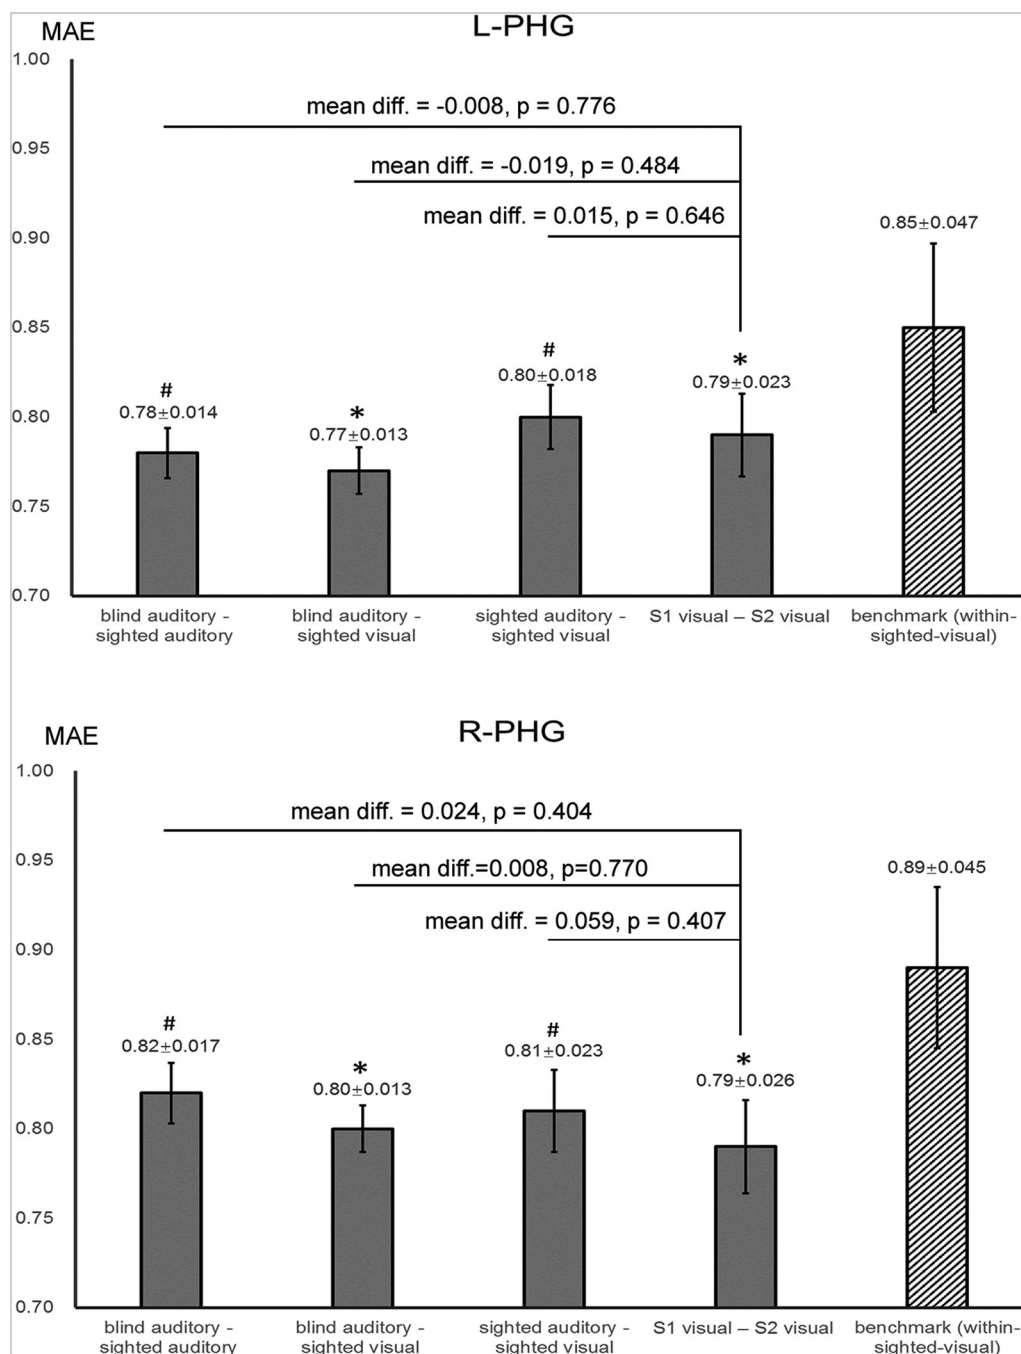 L-PHG
MAE
1.00
mean diff. = -0.008, p = 0.776
0.95
mean diff. = -0.019, p = 0.484
mean diff. = 0.015, p = 0.646
0.90
0.85±0.047
0.85
#
*
0.80±0.018
0.79±0.023
#
0.78±0.014
*
0.80
0.77±0.013
0.75
0.70
blind auditory -
sighted auditory
blind auditory -
sighted visual
sighted auditory -
sighted visual
S1 visual – S2 visual
benchmark (within-
sighted-visual)
R-PHG
MAE
1.00
mean diff. = 0.024, p = 0.404
0.95
mean diff.=0.008, p=0.770
0.89±0.045
mean diff. = 0.059, p = 0.407
0.90
#
0.82±0.017
#
0.81±0.023
0.85
*
0.80±0.013
*
0.79±0.026
0.80
0.75
0.70
blind auditory -
sighted auditory
blind auditory -
sighted visual
sighted auditory -
sighted visual
S1 visual – S2 visual
benchmark (within-
sighted-visual)